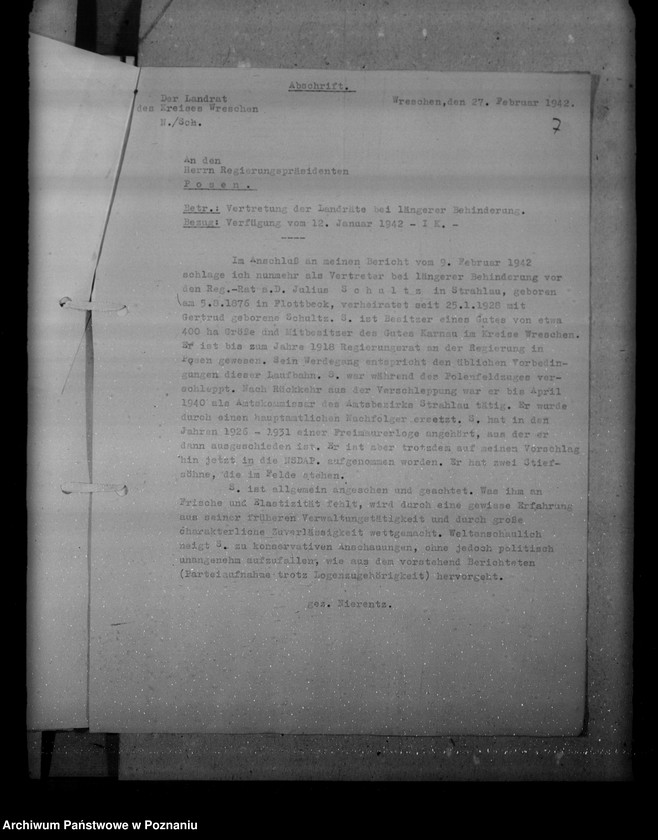 Abschrift.
Der Landrat
des Kreises Wreschen
N./Sch.
Wreschen,den 27. Februar 1942.
7
An den
Herrn Regierungspräsidenten
P o s e n .
Betr.: Vertretung der Landräte bei längerer Behinderung.
Bezug: Verfügung vom 12. Januar 1942 - I K. -
Im Anschluß an meinen Bericht vom 9. Februar 1942
schlage ich nunmehr als Vertreter bei längerer Behinderung vor
den Reg.-Rat a.D. Julius S c h u l t z in Strahlau, geboren
am 5.8.1876 in Flottbeck, verheiratet seit 25.1.1928 mit
Gertrud geborene Schultz. S. ist Besitzer eines Gutes von etwa
400 ha Größe und Mitbesitzer des Gutes Karnau im Kreise Wreschen.
Er ist bis zum Jahre 1918 Regierungsrat an der Regierung in
Posen gewesen. Sein Werdegang entspricht den üblichen Vorbedin-
gungen dieser Laufbahn. S. war während des Polenfeldzuges ver-
schleppt. Nach Rückkehr aus der Verschleppung war er bis April
1940 als Amtskommissar des Amtsbezirks Strahlau tätig. Er wurde
durch einen hauptamtlichen Nachfolger ersetzt. S. hat in den
Jahren 1926 - 1931 einer Freimaurerloge angehört, aus der er
dann ausgeschieden ist. Er ist aber trotzdem auf meinen Vorschlag
hin jetzt in die NSDAP. aufgenommen worden. Er hat zwei Stief-
söhne, die im Felde stehen.
S. ist allgemein angesehen und geachtet. Was ihm an
Frische und Elastizität fehlt, wird durch eine gewisse Erfahrung
aus seiner früheren Verwaltungstätigkeit und durch große
charakterliche Zuverlässigkeit wettgemacht. Weltanschaulich
neigt S. zu konservativen Anschauungen, ohne jedoch politisch
unangenehm aufzufallen, wie aus dem vorstehend Berichteten
(Parteiaufnahme trotz Logenzugehörigkeit) hervorgeht.
gez. Nierentz.
Archiwum Państwowe w Poznaniu